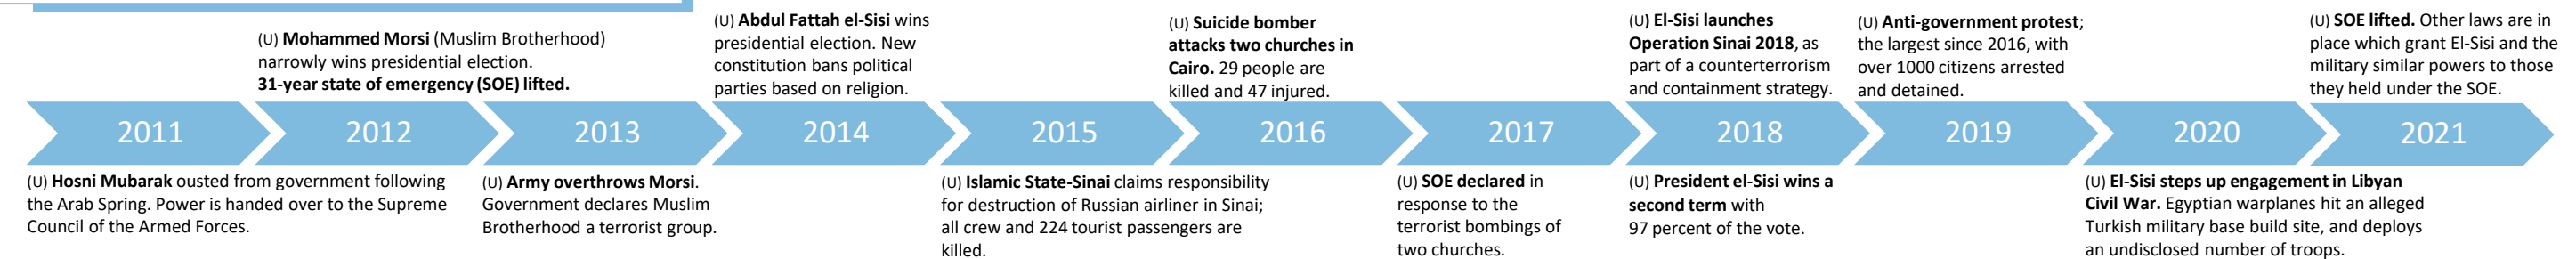 (U) Mohammed Morsi (Muslim Brotherhood)
narrowly wins presidential election.
31-year state of emergency (SOE) lifted.
(U) Abdul Fattah el-Sisi wins
presidential election. New
constitution bans political
parties based on religion.
(U) Suicide bomber
attacks two churches in
Cairo. 29 people are
killed and 47 injured.
(U) El-Sisi launches
Operation Sinai 2018, as
part of a counterterrorism
and containment strategy.
(U) Anti-government protest;
the largest since 2016, with
over 1000 citizens arrested
and detained.
(U) SOE lifted. Other laws are in
place which grant El-Sisi and the
military similar powers to those
they held under the SOE.
2011
2012
2013
2014
2015
2016
2017
2018
2019
2020
2021
(U) Hosni Mubarak ousted from government following
the Arab Spring. Power is handed over to the Supreme
Council of the Armed Forces.
(U) Army overthrows Morsi.
Government declares Muslim
Brotherhood a terrorist group.
(U) Islamic State-Sinai claims responsibility
for destruction of Russian airliner in Sinai;
all crew and 224 tourist passengers are
killed.
(U) SOE declared in
response to the
terrorist bombings of
two churches.
(U) President el-Sisi wins a
second term with
97 percent of the vote.
(U) El-Sisi steps up engagement in Libyan
Civil War. Egyptian warplanes hit an alleged
Turkish military base build site, and deploys
an undisclosed number of troops.